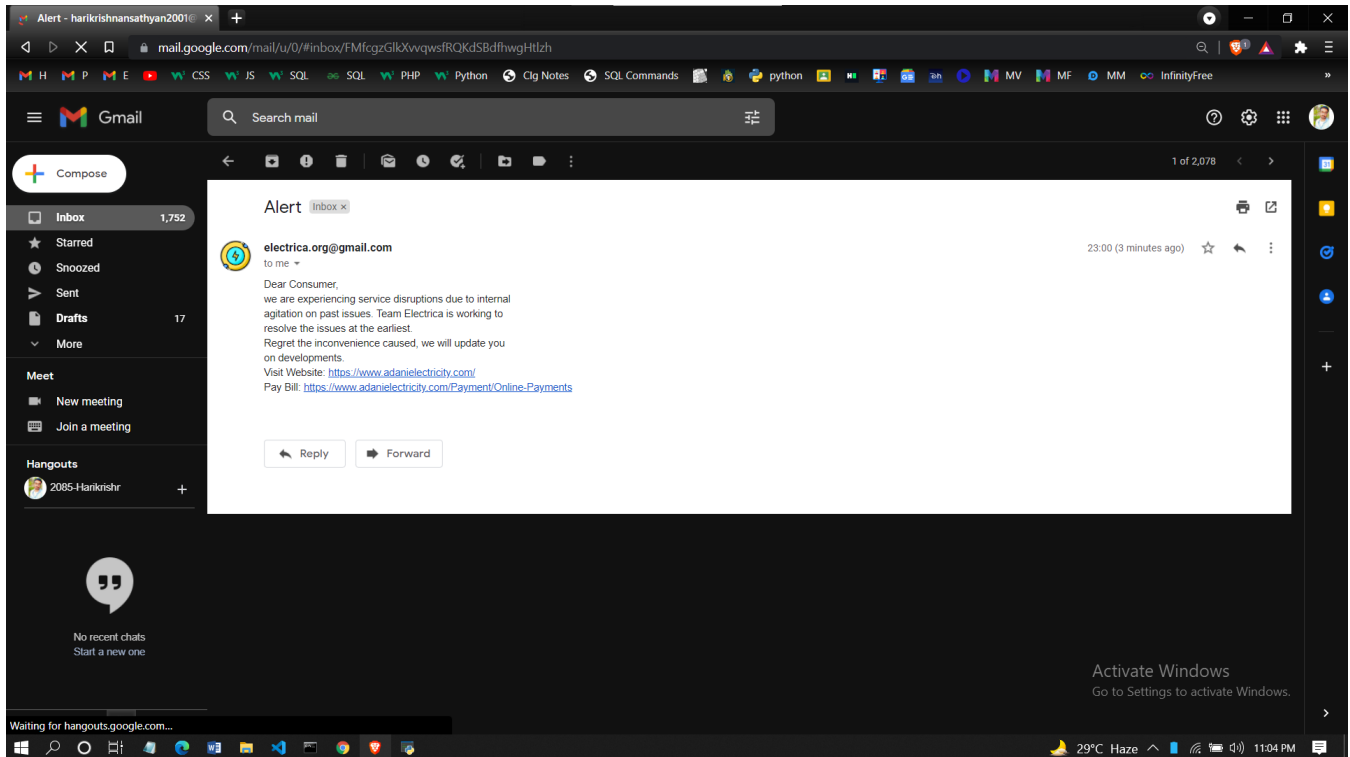 Alert - harikrishnansathyan2001@
mail.google.com/mail/u/0/#inbox/FMfcgzGlkXvvqwsfRQKdSBdfhwgHtlzh
M H M P M E W³ CSS W³ JS W³ SQL SQL W³ PHP W³ Python Clg Notes SQL Commands python MV MF MM InfinityFree »
Gmail
Search mail
Compose
1 of 2,078
Inbox 1,752
Starred
Snoozed
Sent
Drafts 17
More
Meet
New meeting
Join a meeting
Hangouts
2085-Harikrishr
No recent chats
Start a new one
Alert Inbox ×
electrica.org@gmail.com
23:00 (3 minutes ago)
to me
Dear Consumer,
we are experiencing service disruptions due to internal
agitation on past issues. Team Electrica is working to
resolve the issues at the earliest.
Regret the inconvenience caused, we will update you
on developments.
Visit Website: https://www.adanielectricity.com/
Pay Bill: https://www.adanielectricity.com/Payment/Online-Payments
Reply Forward
Activate Windows
Go to Settings to activate Windows.
Waiting for hangouts.google.com...
29°C Haze 11:04 PM